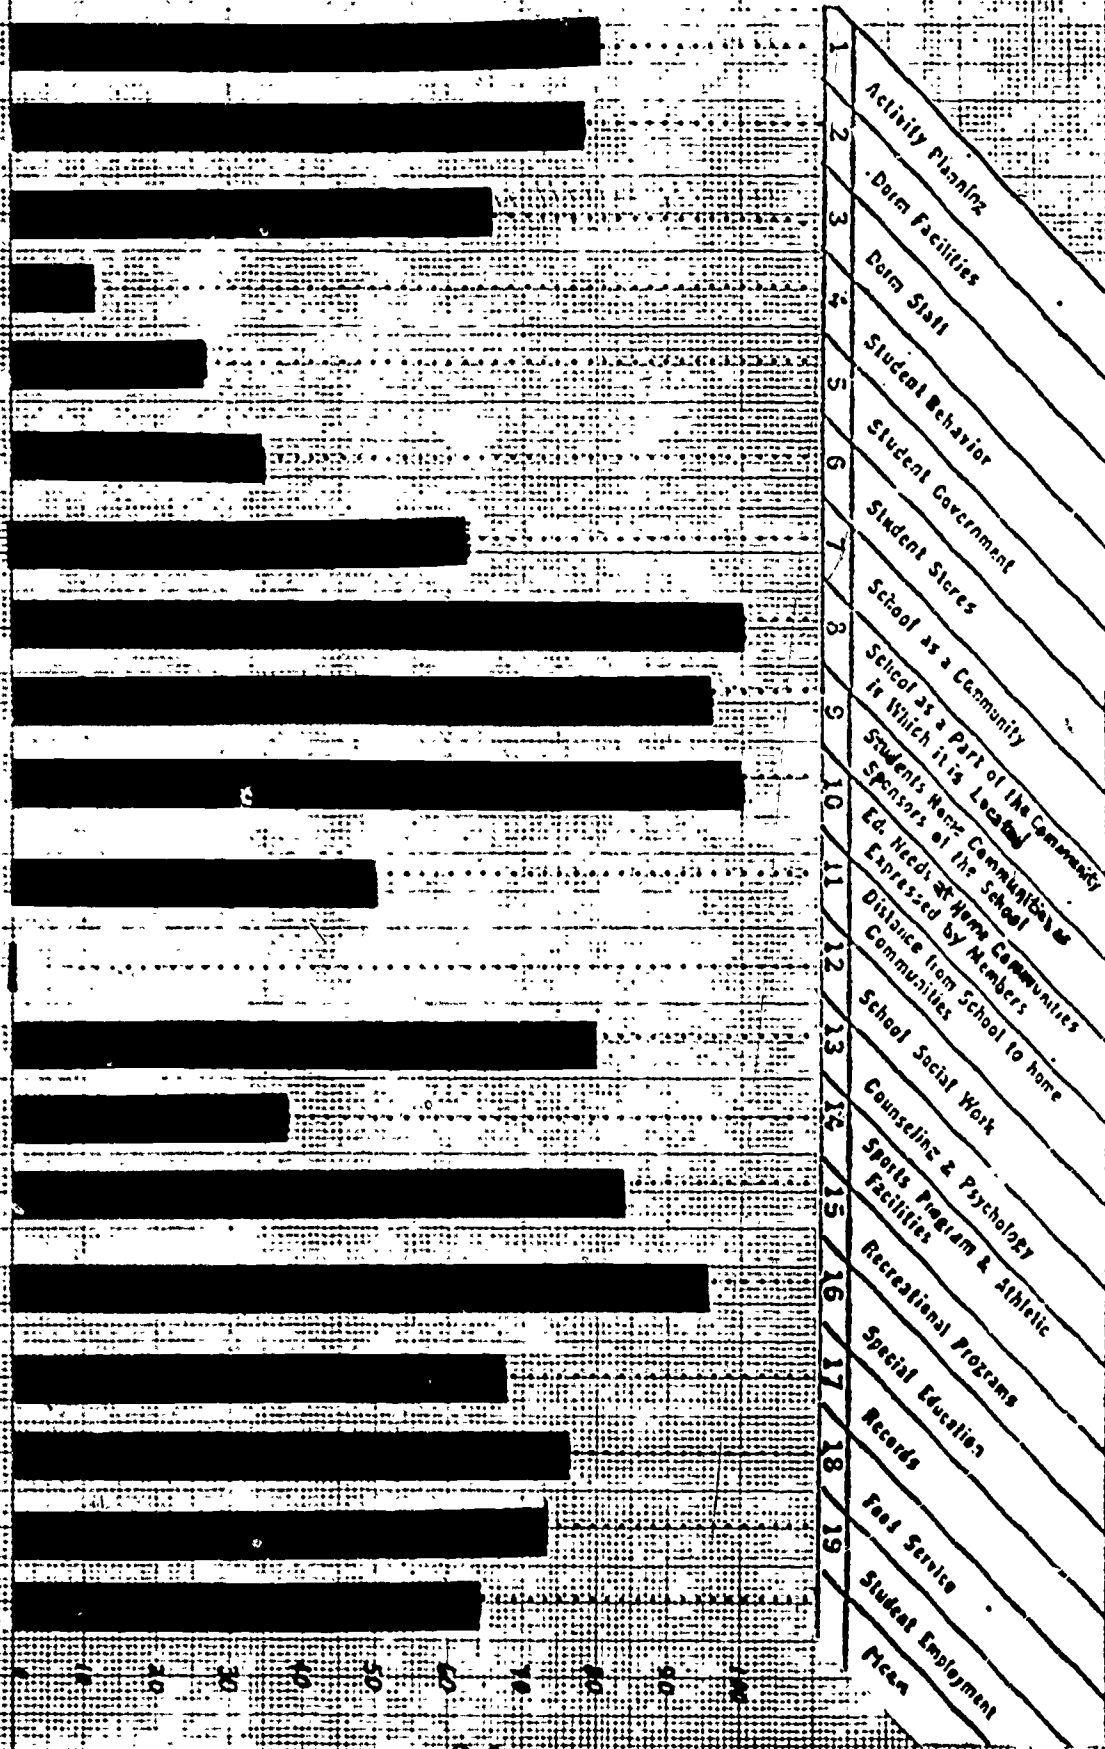 1
2
3
4
5
6
7
8
9
10
11
12
13
14
15
16
17
18
19
Activity Planning
Dorm Facilities
Dorm Staff
Student Behavior
Student Government
Student Stores
School as a Community
School as a Part of the Community
is Which it is Located
Students Home Communities as
Sponsors of the School
Ed. Needs at Home Communities
Expressed by Members
Distance from School to home
Communities
School Social Work
Counseling & Psychology
Sports Program & Athletic
Facilities
Recreational Programs
Special Education
Records
Food Service
Student Employment
Mean
10
20
30
40
50
60
70
80
90
100